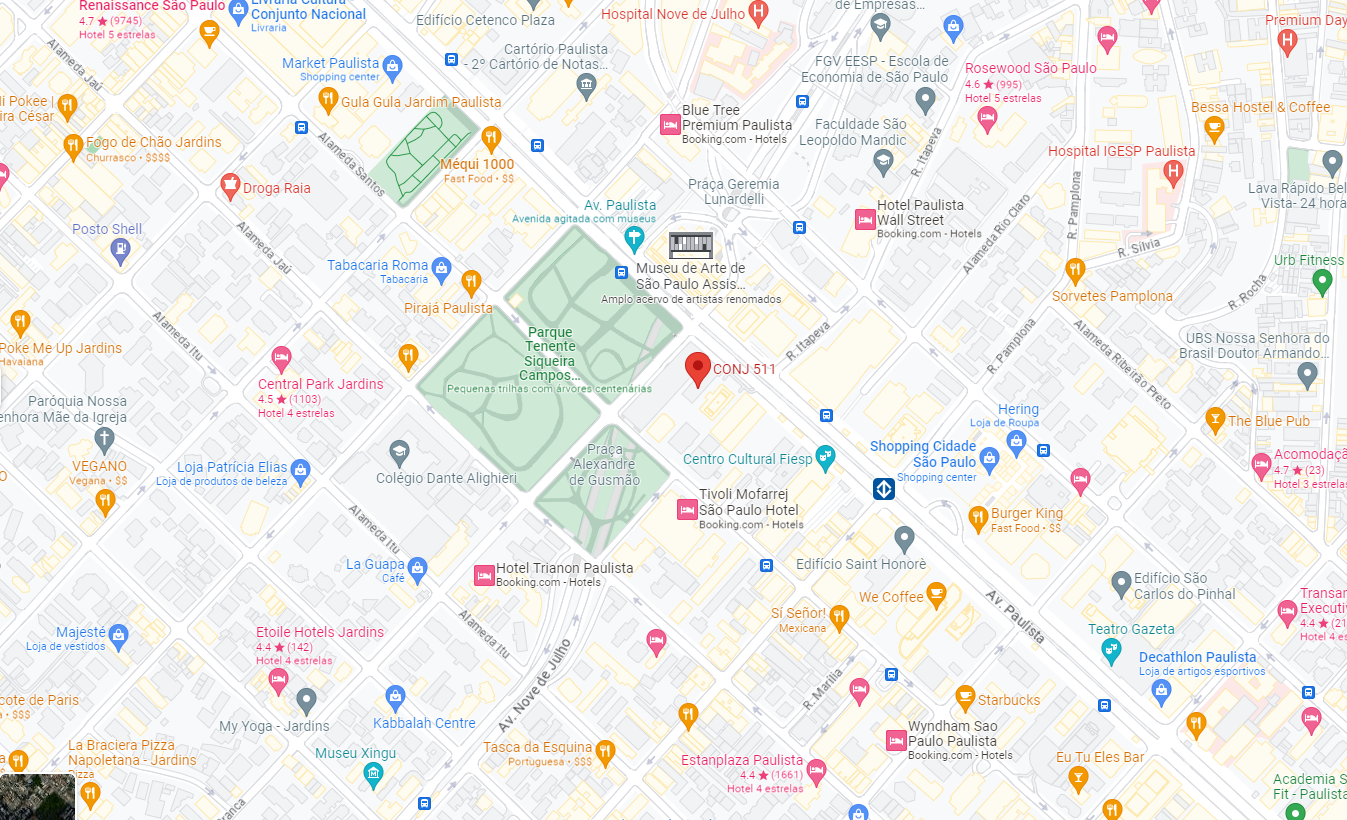 Renaissance São Paulo
4.7 ★ (9745)
Hotel 5 estrelas
Livraria Cultura
Conjunto Nacional
Livraria
Edifício Cetenco Plaza
Hospital Nove de Julho
de Empresas...
Premium Day
Alameda Jaú
Market Paulista
Shopping center
Cartório Paulista
- 2º Cartório de Notas...
FGV EESP - Escola de
Economia de São Paulo
Rosewood São Paulo
4.6 ★ (995)
Hotel 5 estrelas
Gula Gula Jardim Paulista
Pokee |
ira César
Fogo de Chão Jardins
Churrasco • $$$$
Alameda Santos
Méqui 1000
Fast Food • $$
Blue Tree
Premium Paulista
Booking.com - Hotels
Faculdade São
Leopoldo Mandic
R. Itapeva
Bessa Hostel & Coffee
Hospital IGESP Paulista
Droga Raia
Praça Geremia
Lunardelli
Lava Rápido Bel
Vista- 24 hora
Av. Paulista
Avenida agitada com museus
Hotel Paulista
Wall Street
Booking.com - Hotels
Alameda Rio Claro
R. Pamplona
R. Sílvia
Posto Shell
Alameda Jaú
Tabacaria Roma
Tabacaria
Museu de Arte de
São Paulo Assis...
Amplo acervo de artistas renomados
Urb Fitness
Sorvetes Pamplona
R. Rocha
Pirajá Paulista
Alameda Itu
Poke Me Up Jardins
Havaiana
Parque
Tenente
Siqueira
Campos...
Pequenas trilhas com árvores centenárias
R. Itapeva
R. Pamplona
Alameda Ribeirão Preto
UBS Nossa Senhora do
Brasil Doutor Armando...
CONJ 511
Central Park Jardins
4.5 ★ (1103)
Hotel 4 estrelas
Paróquia Nossa
enhora Mãe da Igreja
Hering
Loja de Roupa
The Blue Pub
Praça
Alexandre
de Gusmão
Centro Cultural Fiesp
Shopping Cidade
São Paulo
Shopping center
VEGANO
Vegana • $$
Loja Patrícia Elias
Loja de produtos de beleza
Colégio Dante Alighieri
Acomodaçã
4.7 ★ (23)
Hotel 3 estrelas
Tivoli Mofarrej
São Paulo Hotel
Booking.com - Hotels
Burger King
Fast Food • $$
Alameda Itu
La Guapa
Café
Hotel Trianon Paulista
Booking.com - Hotels
Edifício Saint Honorè
Edifício São
Carlos do Pinhal
We Coffee
Av. Paulista
Transam
Executiv
4.4 ★ (21
Hotel 4 es
Sí Señor!
Mexicana
Alameda Itu
Majesté
Loja de vestidos
Etoile Hotels Jardins
4.4 ★ (142)
Hotel 4 estrelas
Teatro Gazeta
Decathlon Paulista
Loja de artigos esportivos
Av. Nove de Julho
R. Marília
cote de Paris
a • $$$
My Yoga - Jardins
Kabbalah Centre
Starbucks
Wyndham Sao
Paulo Paulista
Booking.com - Hotels
La Braciera Pizza
Napoletana - Jardins
Pizza
Museu Xingu
Tasca da Esquina
Portuguesa • $$$
Estanplaza Paulista
4.4 ★ (1661)
Hotel 4 estrelas
Eu Tu Eles Bar
Academia S
Fit - Paulista